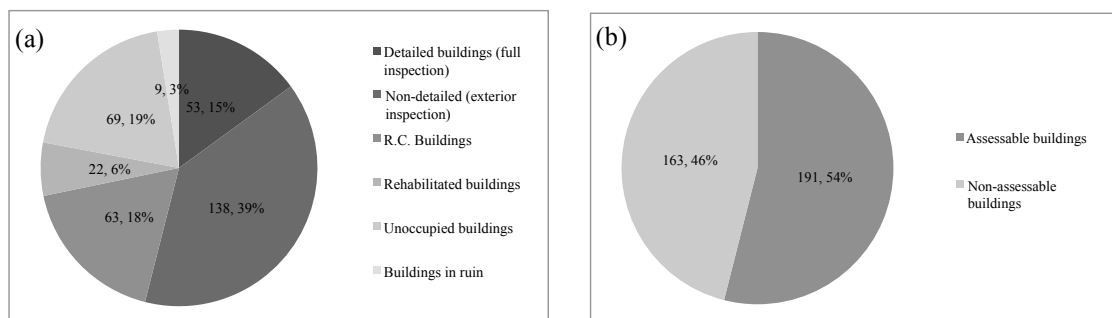 (a)
9, 3%
53, 15%
69, 19%
22, 6%
63, 18%
138, 39%
Detailed buildings (full
inspection)
Non-detailed (exterior
inspection)
R.C. Buildings
Rehabilitated buildings
Unoccupied buildings
Buildings in ruin
(b)
163, 46%
191, 54%
Assessable buildings
Non-assessable
buildings